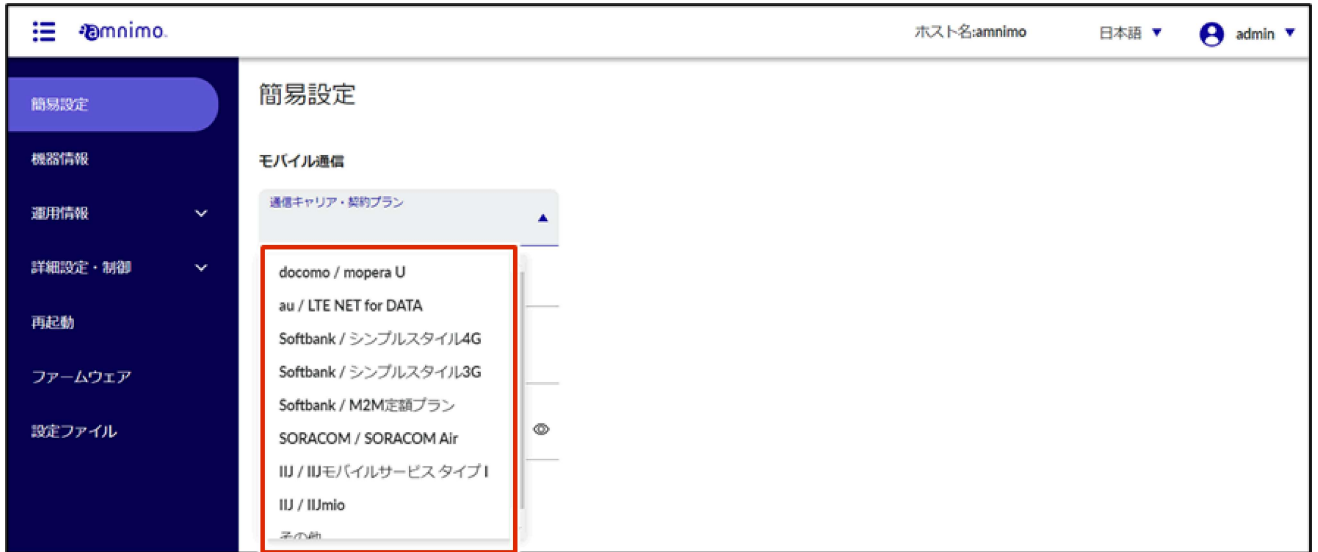 amnimo.
ホスト名:amnimo
日本語
admin
簡易設定
機器情報
運用情報
詳細設定・制御
再起動
ファームウェア
設定ファイル
簡易設定
モバイル通信
通信キャリア・契約プラン
docomo / mopera U
au / LTE NET for DATA
Softbank / シンプルスタイル4G
Softbank / シンプルスタイル3G
Softbank / M2M定額プラン
SORACOM / SORACOM Air
IIJ / IIJモバイルサービス タイプ I
IIJ / IIJmio
その他